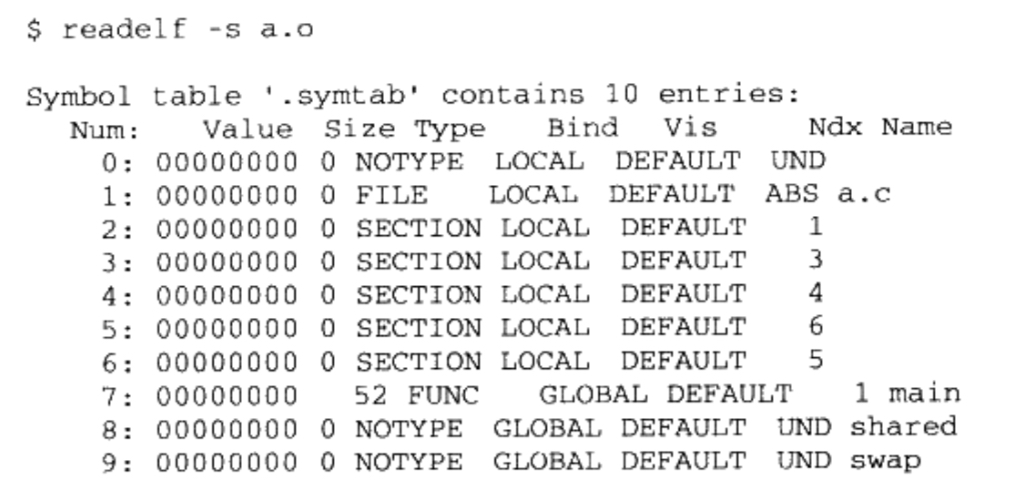 $ readelf -s a.o
Symbol table '.symtab' contains 10 entries:
Num: Value Size Type Bind Vis Ndx Name
0: 00000000 0 NOTYPE LOCAL DEFAULT UND
1: 00000000 0 FILE LOCAL DEFAULT ABS a.c
2: 00000000 0 SECTION LOCAL DEFAULT 1
3: 00000000 0 SECTION LOCAL DEFAULT 3
4: 00000000 0 SECTION LOCAL DEFAULT 4
5: 00000000 0 SECTION LOCAL DEFAULT 6
6: 00000000 0 SECTION LOCAL DEFAULT 5
7: 00000000 52 FUNC GLOBAL DEFAULT 1 main
8: 00000000 0 NOTYPE GLOBAL DEFAULT UND shared
9: 00000000 0 NOTYPE GLOBAL DEFAULT UND swap